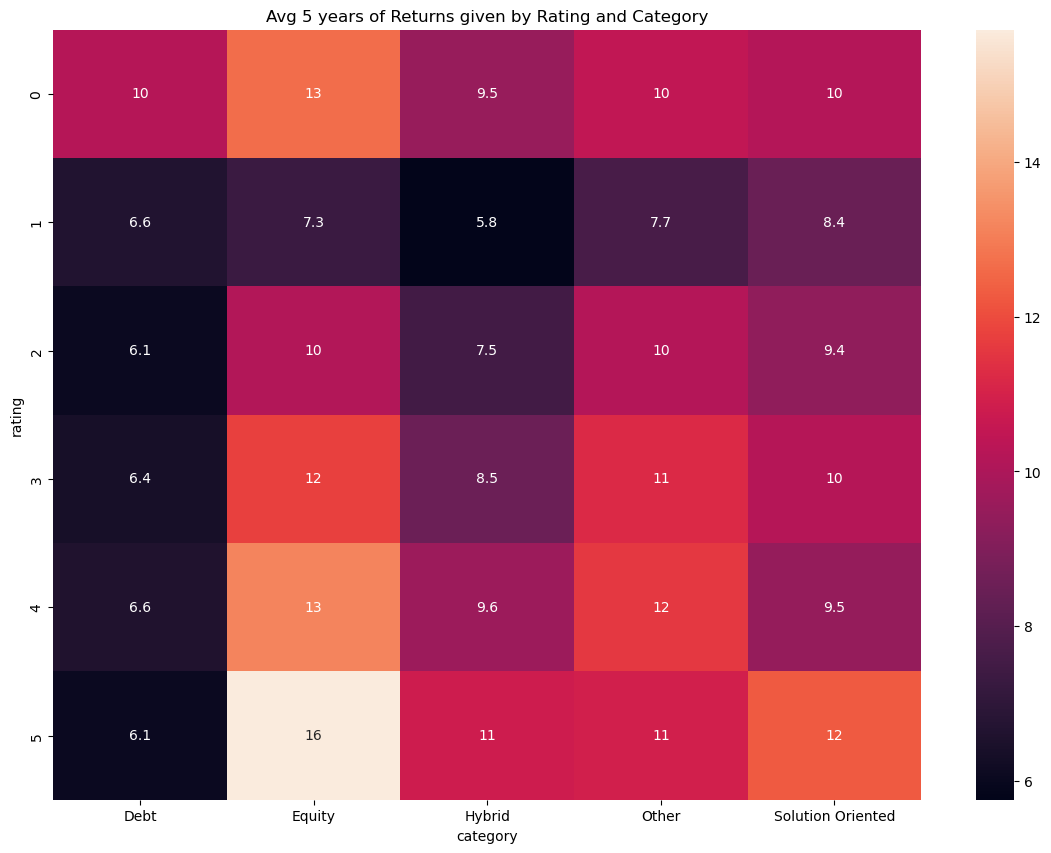 Avg 5 years of Returns given by Rating and Category
0 10 13 9.5 10 10
1 6.6 7.3 5.8 7.7 8.4
2 6.1 10 7.5 10 9.4
3 6.4 12 8.5 11 10
4 6.6 13 9.6 12 9.5
5 6.1 16 11 11 12
rating
Debt Equity Hybrid Other Solution Oriented
category
14
12
10
8
6